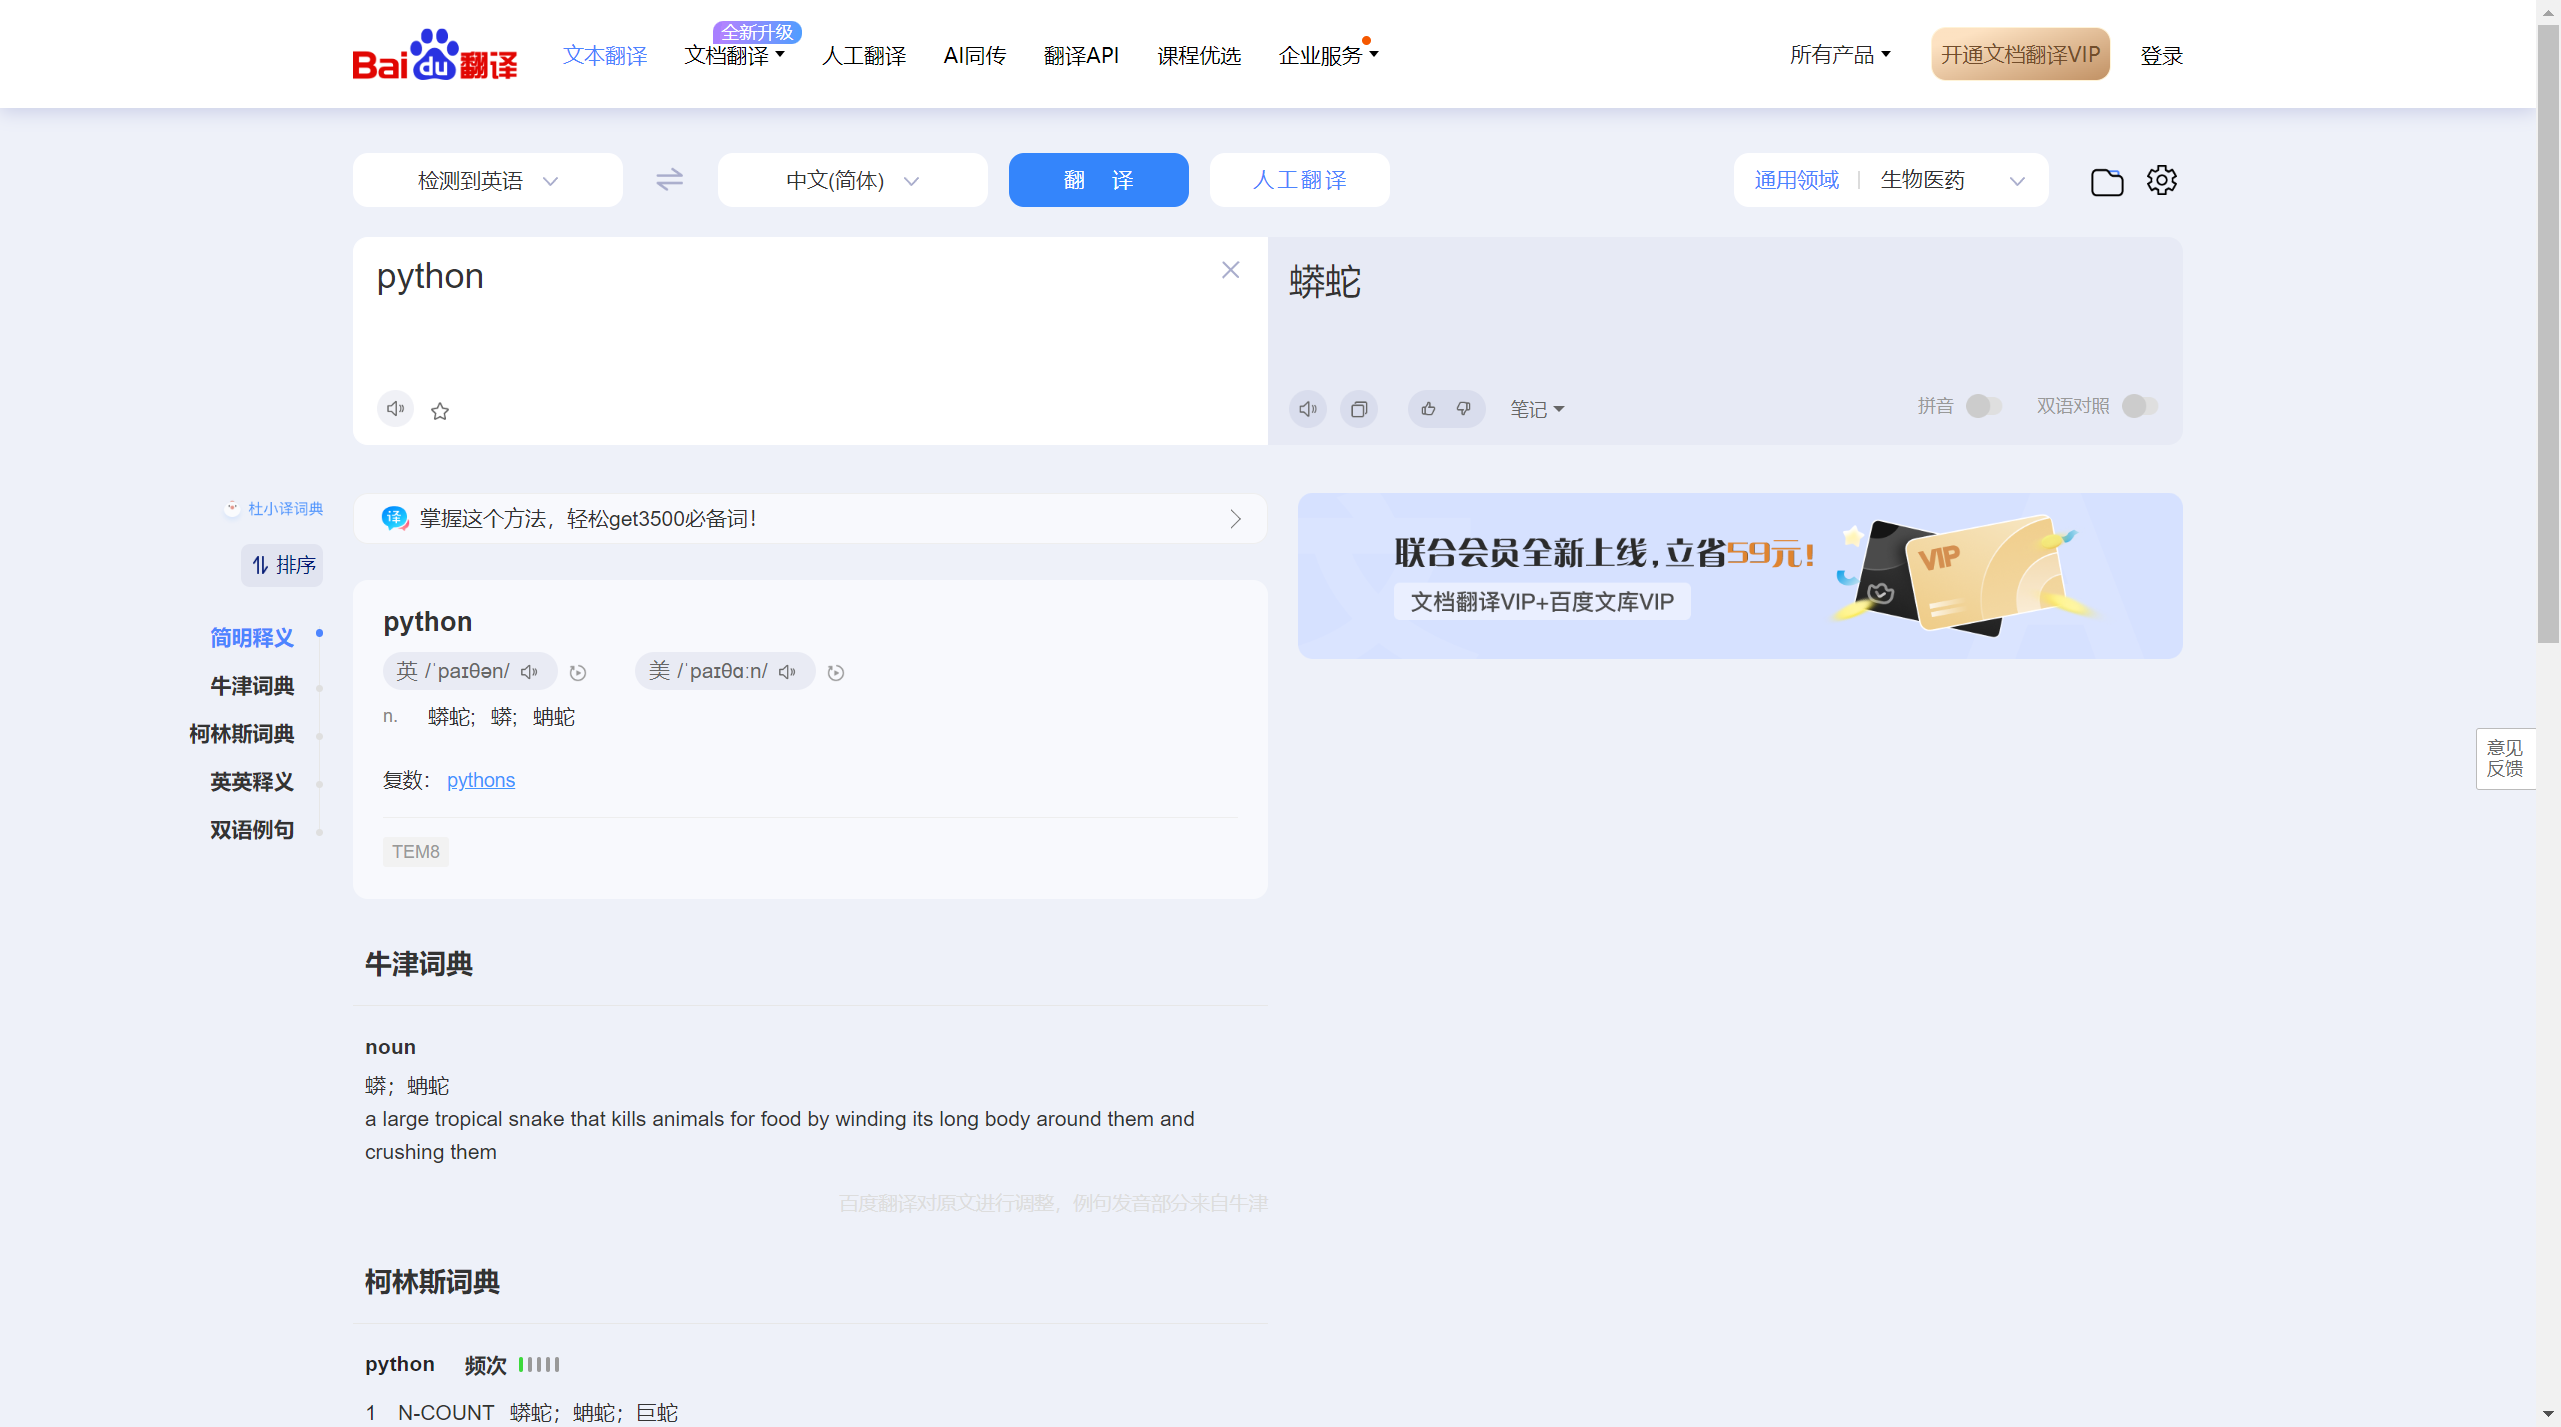 Baidu翻译
文本翻译
文档翻译
全新升级
人工翻译
AI同传
翻译API
课程优选
企业服务
所有产品
开通文档翻译VIP
登录
检测到英语
中文(简体)
翻 译
人工翻译
通用领域
生物医药
python
蟒蛇
笔记
拼音
双语对照
杜小译词典
排序
简明释义
牛津词典
柯林斯词典
英英释义
双语例句
译 掌握这个方法，轻松get3500必备词！
联合会员全新上线,立省59元!
文档翻译VIP+百度文库VIP
VIP
意见
反馈
python
英 /ˈpaɪθən/ 美 /ˈpaɪθɑːn/
n. 蟒蛇; 蟒; 蚺蛇
复数： pythons
TEM8
牛津词典
noun
蟒；蚺蛇
a large tropical snake that kills animals for food by winding its long body around them and
crushing them
百度翻译对原文进行调整，例句发音部分来自牛津
柯林斯词典
python 频次
1 N-COUNT 蟒蛇；蚺蛇；巨蛇